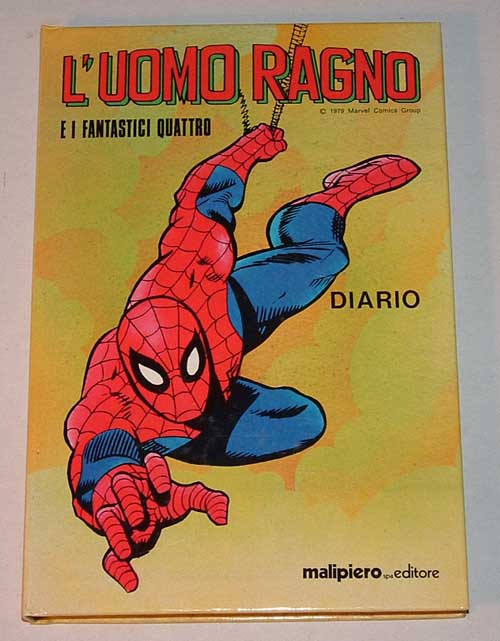 L'UOMO RAGNO
© 1979 Marvel Comics Group
E I FANTASTICI QUATTRO
DIARIO
malipiero spa editore